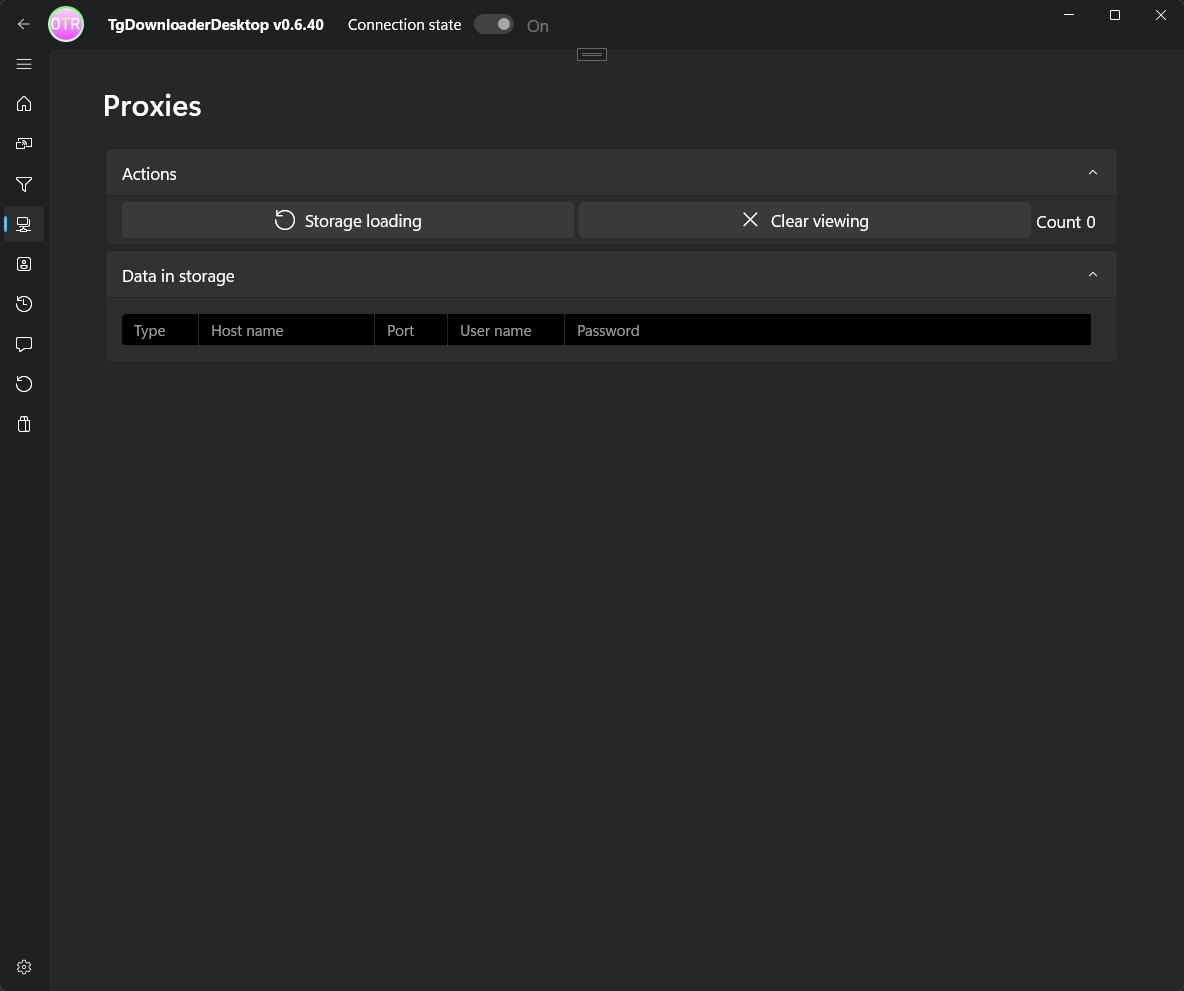 OTR TgDownloaderDesktop v0.6.40 Connection state On
Proxies
Actions
Storage loading Clear viewing Count 0
Data in storage
Type Host name Port User name Password